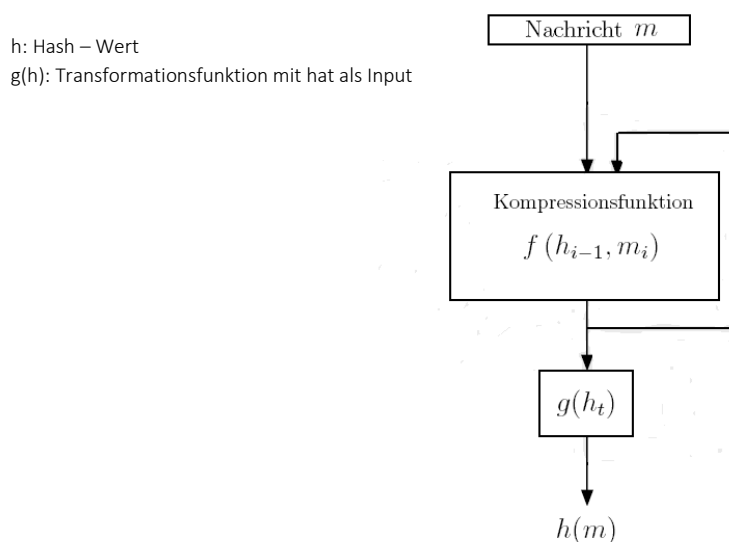 h: Hash – Wert
g(h): Transformationsfunktion mit hat als Input
Nachricht m
Kompressionsfunktion
f (h_{i−1}, m_i)
g(h_t)
h(m)